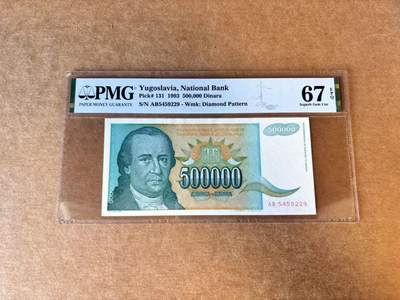 PMG
PAPER MONEY GUARANTY
Yugoslavia, National Bank
Pick# 131 1993 500,000 Dinara
S/N AB5459229 - Wmk: Diamond Pattern
67 EPQ
Superb Gem Unc
500000
500000
AB 5459229